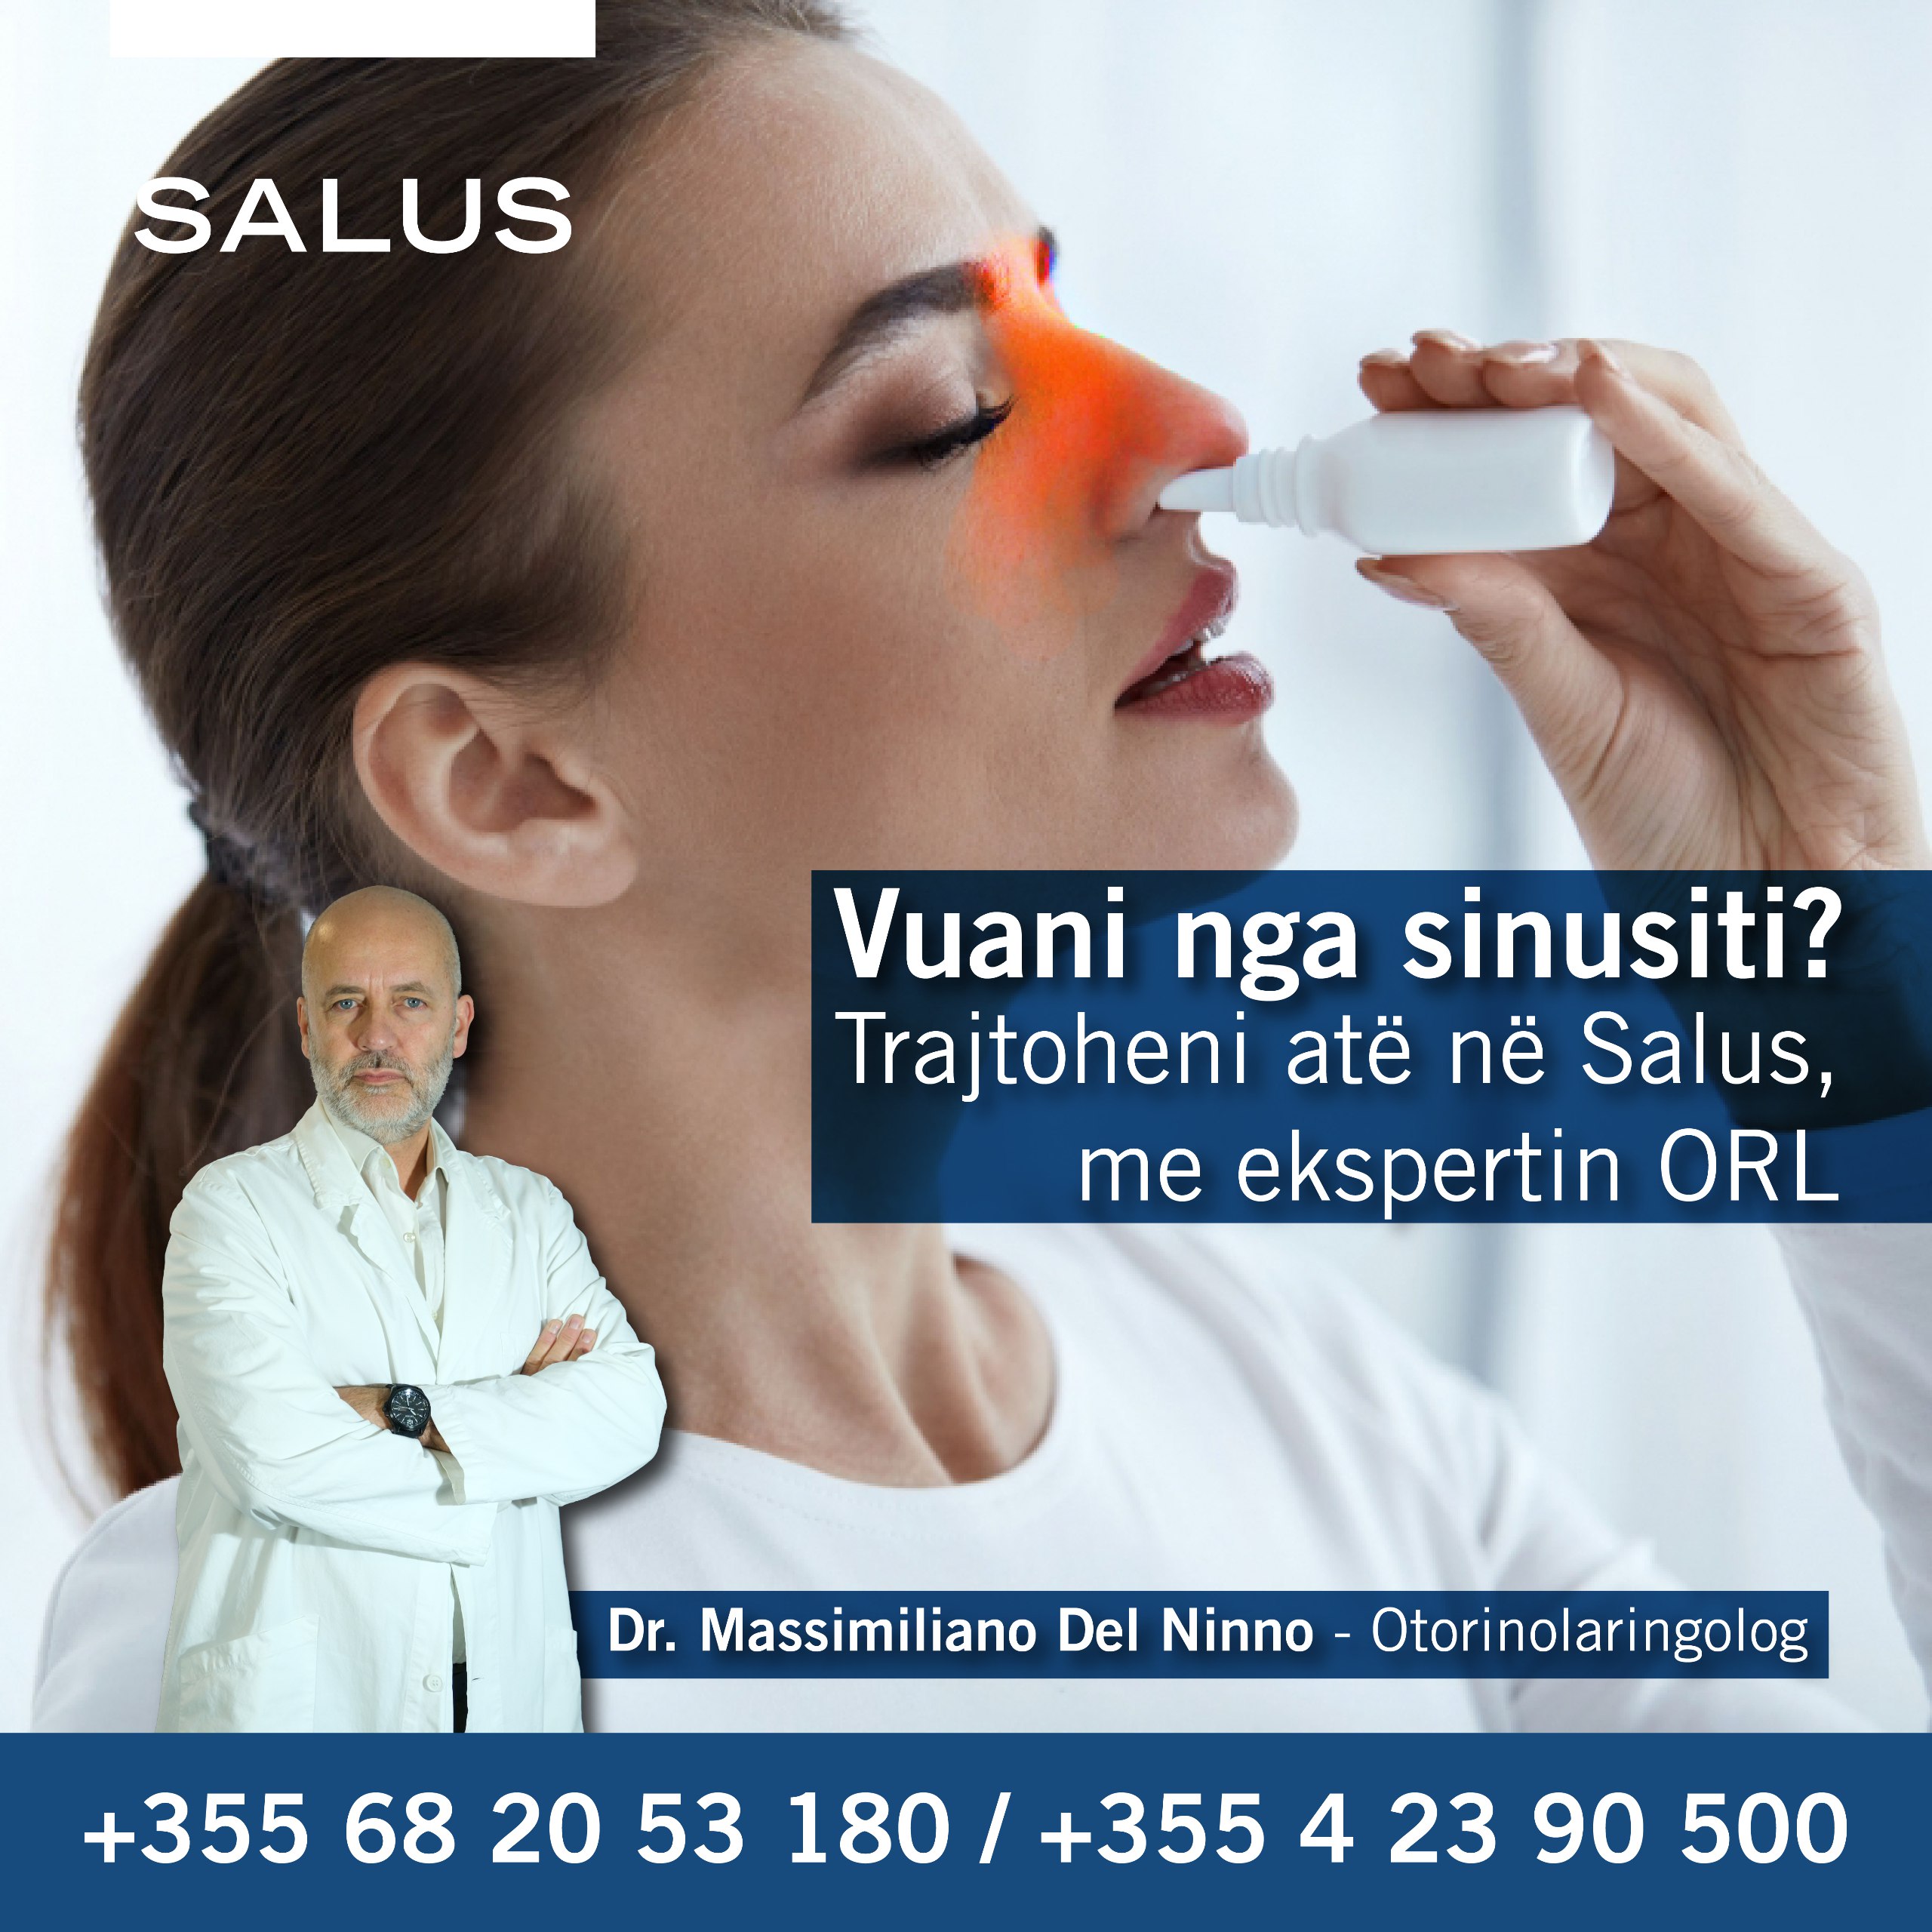 SALUS
Vuani nga sinusiti?
Trajtoheni atë në Salus,
me ekspertin ORL
Dr. Massimiliano Del Ninno - Otorinolaringolog
+355 68 20 53 180 / +355 4 23 90 500